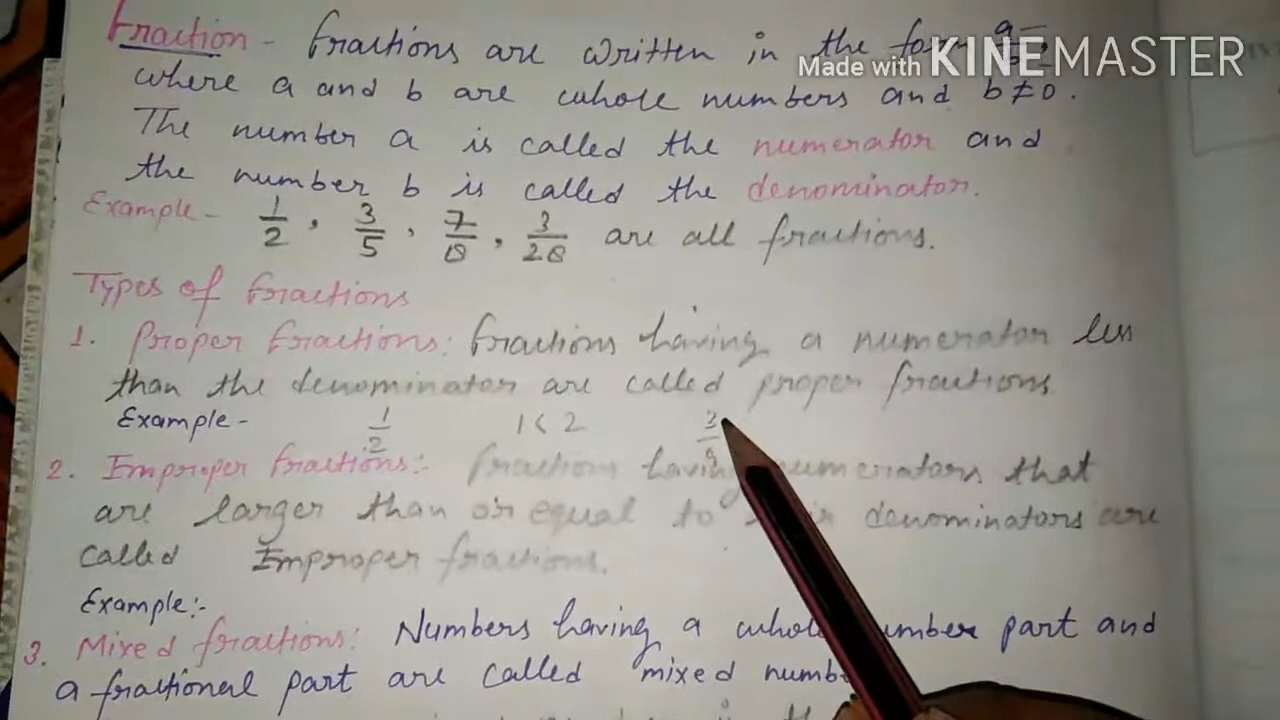 Fraction - Fractions are written in the form a/b
Made with KINEMASTER
where a and b are whole numbers and b≠0.
The number a is called the numerator and
the number b is called the denominator.
Example - 1/2, 3/5, 7/8, 3/28 are all fractions.
Types of fractions
1. Proper fractions: fractions having a numerator less
than the denominator are called proper fractions.
Example - 1/2 1<2
2. Improper fractions:- fractions having numerators that
are larger than or equal to denominators are
called Improper fractions.
Example:-
3. Mixed fractions: Numbers having a whole number part and
a fractional part are called mixed